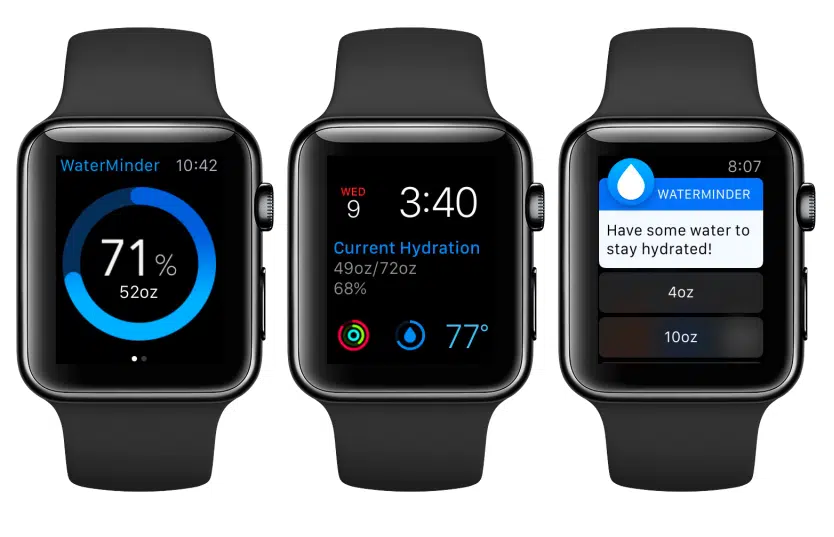 WaterMinder 10:42
71%
52oz
WED
9
3:40
Current Hydration
49oz/72oz
68%
77°
8:07
WATERMINDER
Have some water to
stay hydrated!
4oz
10oz